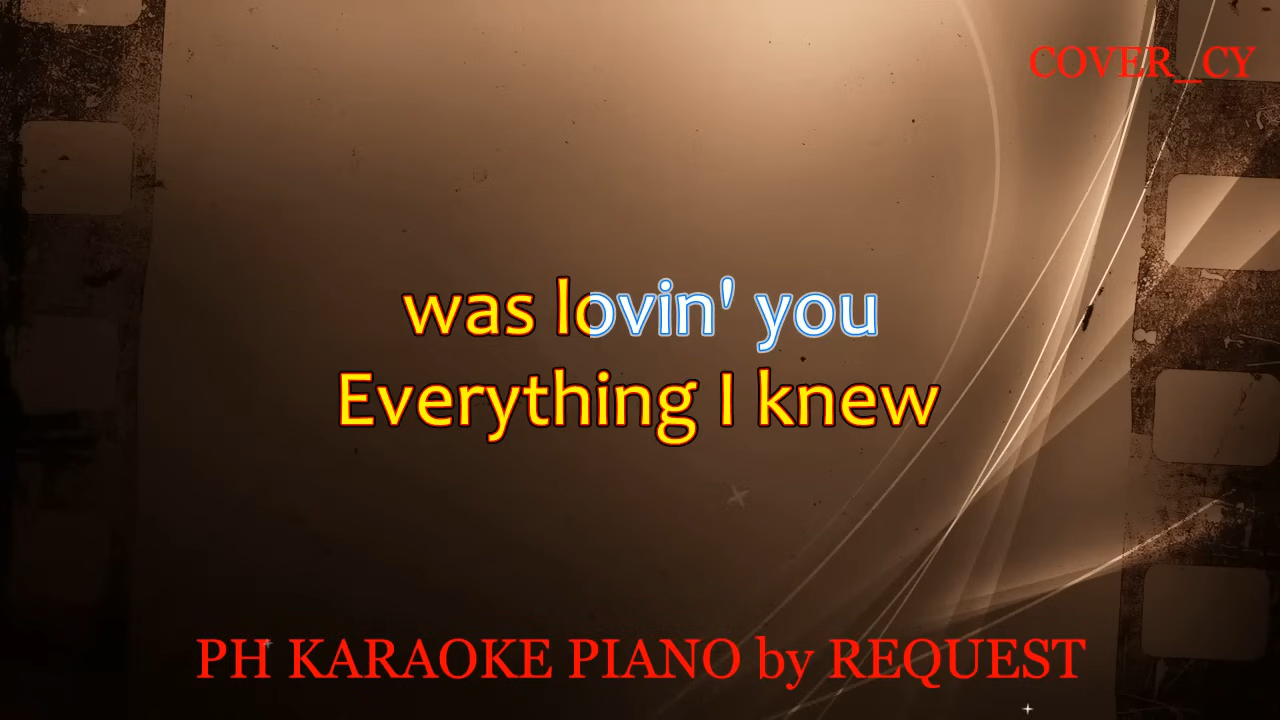 COVER_CY
was lovin' you
Everything I knew
PH KARAOKE PIANO by REQUEST